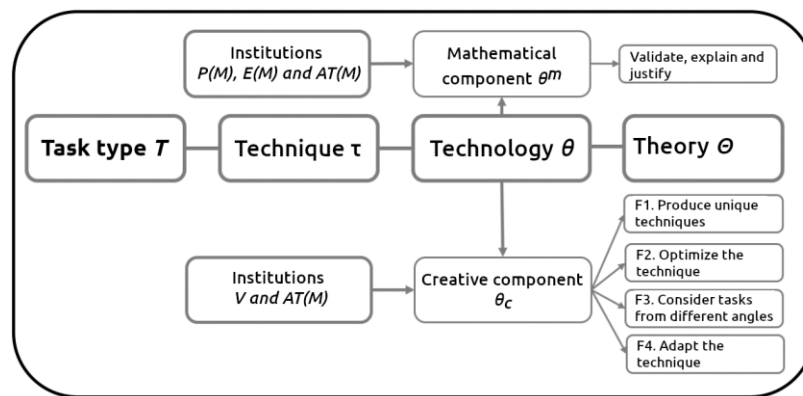 Institutions
P(M), E(M) and AT(M)
Mathematical
component θᵐ
Validate, explain and
justify
Task type T
Technique τ
Technology θ
Theory Θ
Institutions
V and AT(M)
Creative component
θc
F1. Produce unique
techniques
F2. Optimize the
technique
F3. Consider tasks
from different angles
F4. Adapt the
technique